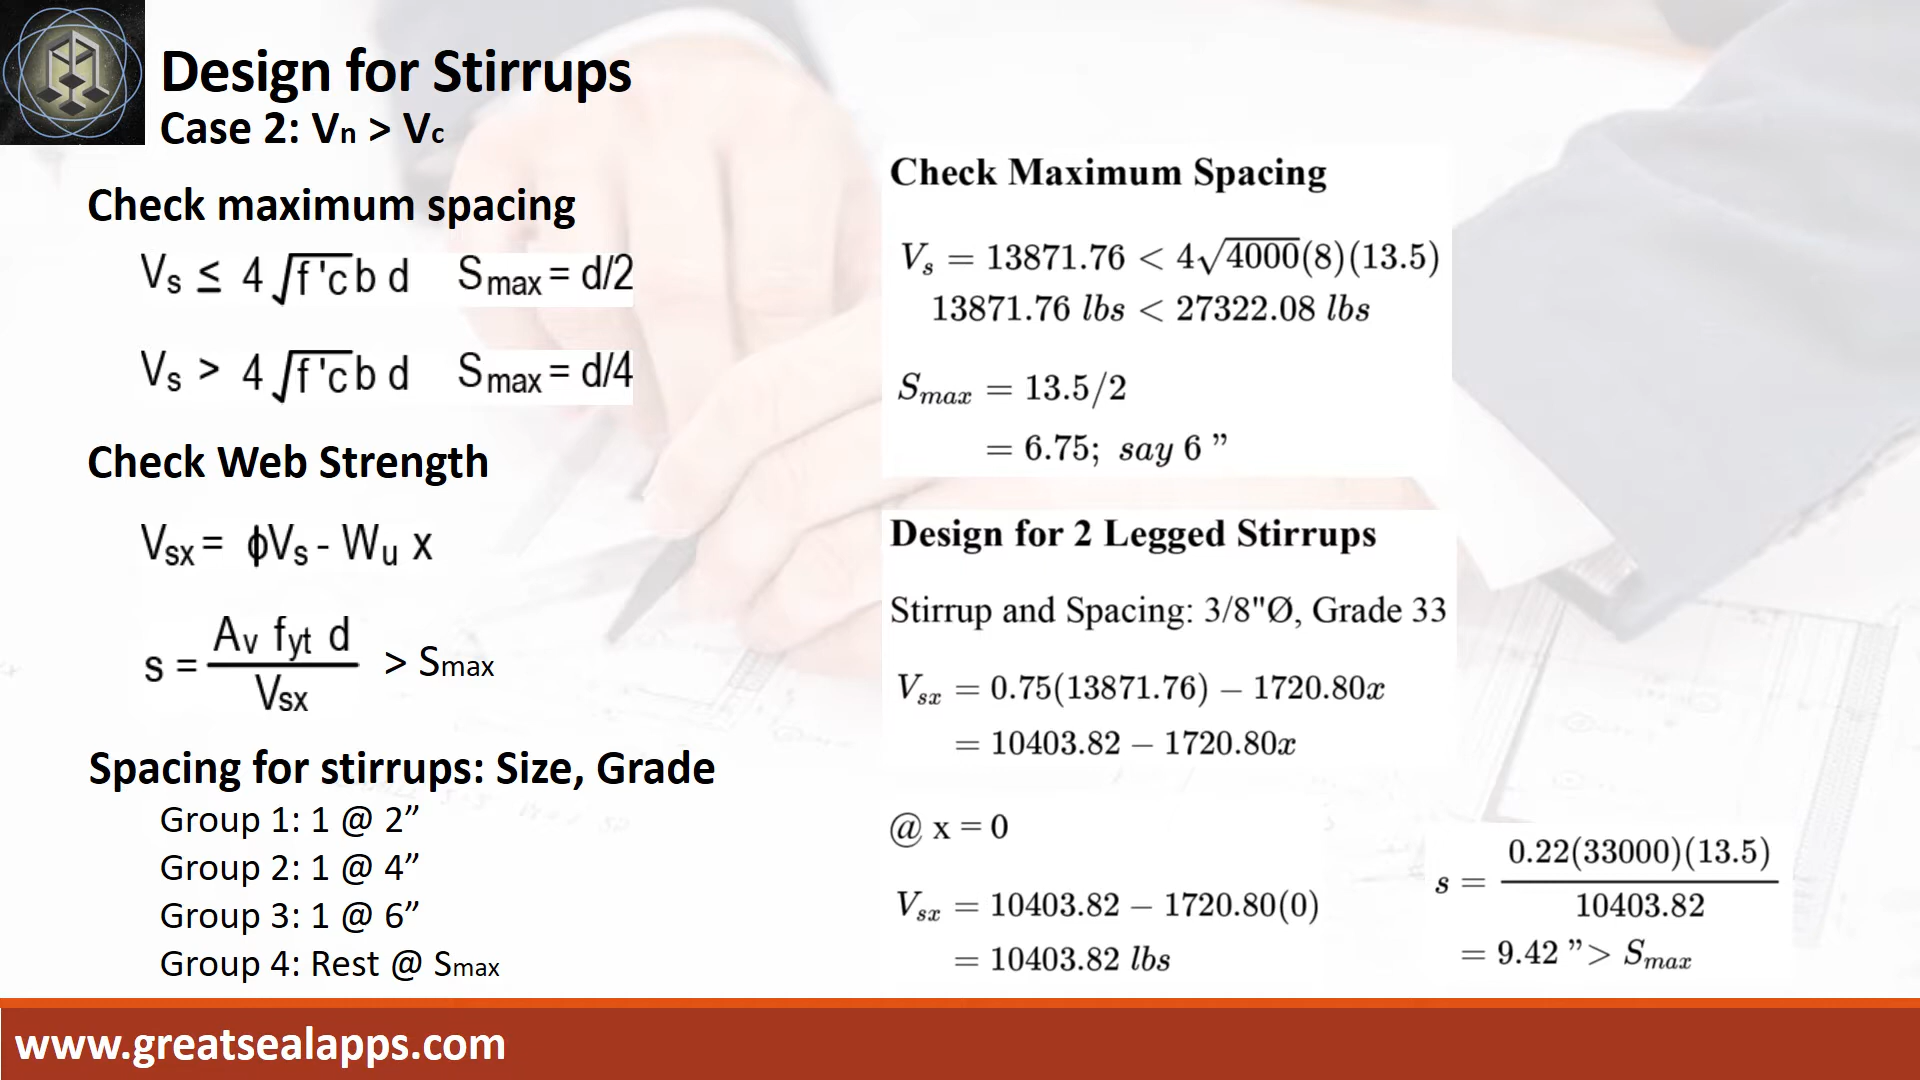 Design for Stirrups
Case 2: Vn > Vc
Check maximum spacing
Vs ≤ 4 √f 'c b d Smax = d/2
Vs > 4 √f 'c b d Smax = d/4
Check Web Strength
Vsx = ϕVs - Wu x
s = Av fyt d / Vsx > Smax
Spacing for stirrups: Size, Grade
Group 1: 1 @ 2”
Group 2: 1 @ 4”
Group 3: 1 @ 6”
Group 4: Rest @ Smax
Check Maximum Spacing
Vs = 13871.76 < 4√4000(8)(13.5)
13871.76 lbs < 27322.08 lbs
Smax = 13.5/2
= 6.75; say 6 ”
Design for 2 Legged Stirrups
Stirrup and Spacing: 3/8"Ø, Grade 33
Vsx = 0.75(13871.76) − 1720.80x
= 10403.82 − 1720.80x
@ x = 0
Vsx = 10403.82 − 1720.80(0)
= 10403.82 lbs
s = 0.22(33000)(13.5) / 10403.82
= 9.42 ” > Smax
www.greatsealapps.com